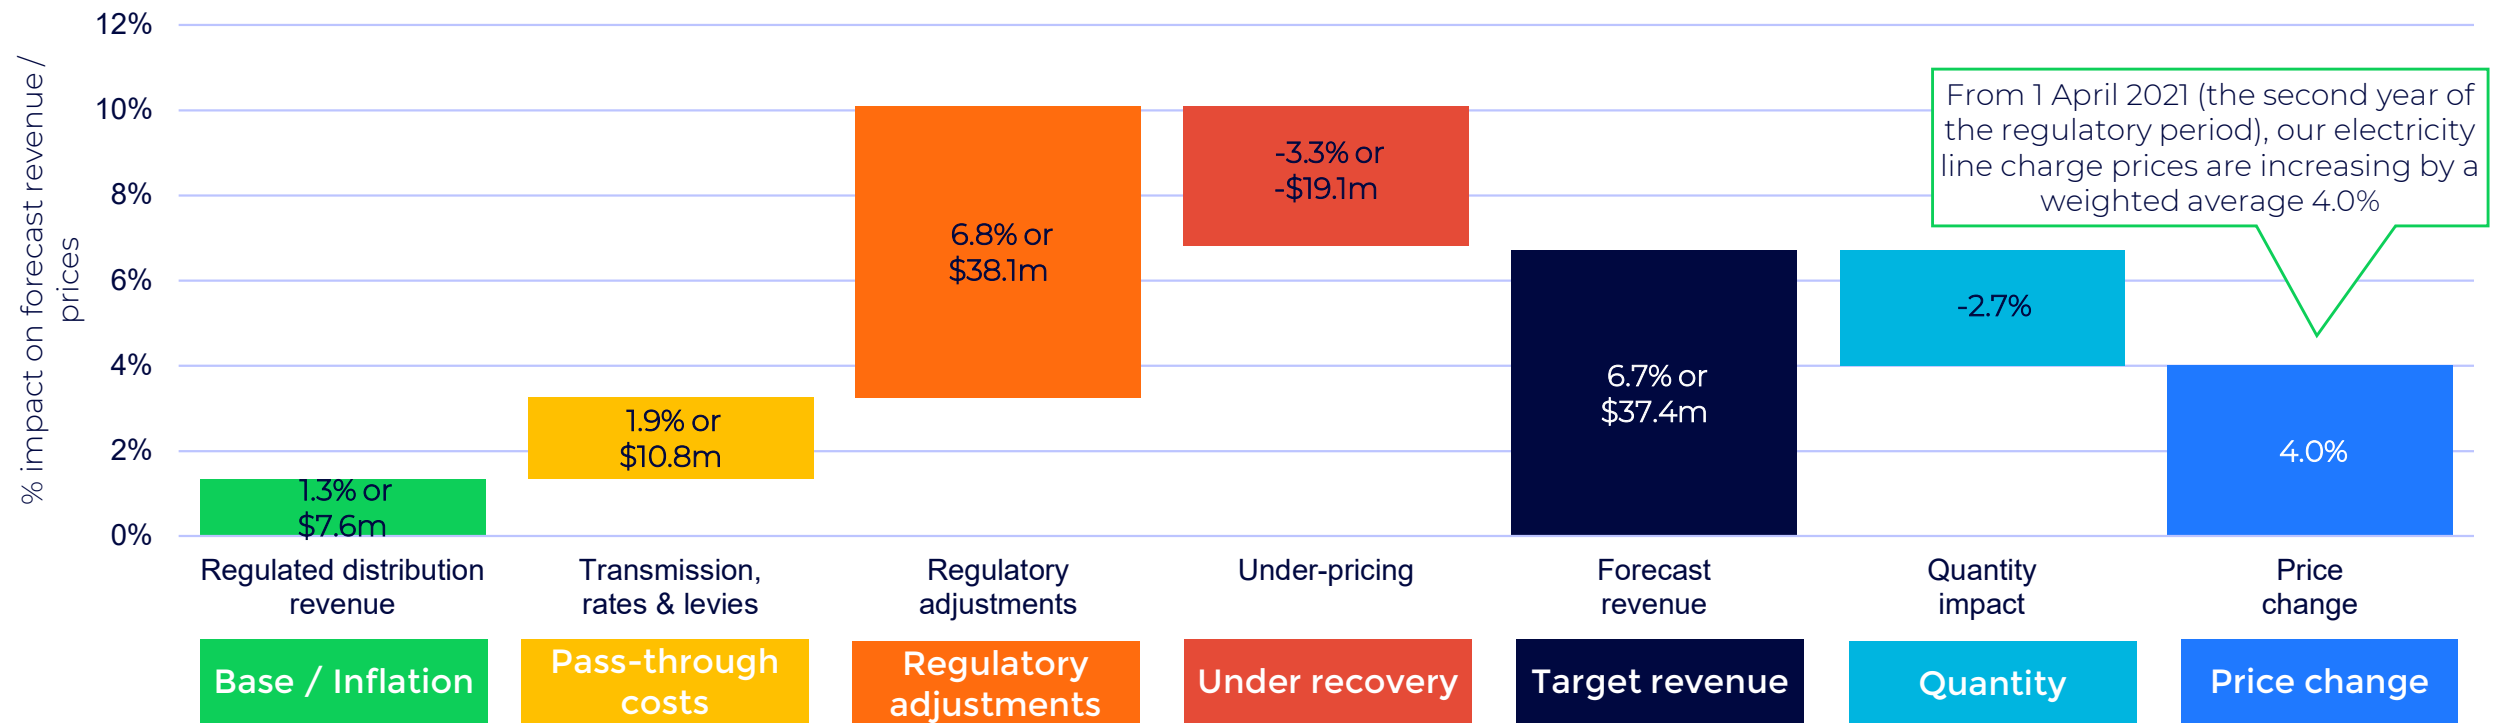 % impact on forecast revenue /
prices
12%
10%
8%
6%
4%
2%
0%
1.3% or
$7.6m
1.9% or
$10.8m
6.8% or
$38.1m
-3.3% or
-$19.1m
6.7% or
$37.4m
-2.7%
4.0%
From 1 April 2021 (the second year of
the regulatory period), our electricity
line charge prices are increasing by a
weighted average 4.0%
Regulated distribution
revenue
Transmission,
rates & levies
Regulatory
adjustments
Under-pricing
Forecast
revenue
Quantity
impact
Price
change
Base / Inflation
Pass-through
costs
Regulatory
adjustments
Under recovery
Target revenue
Quantity
Price change